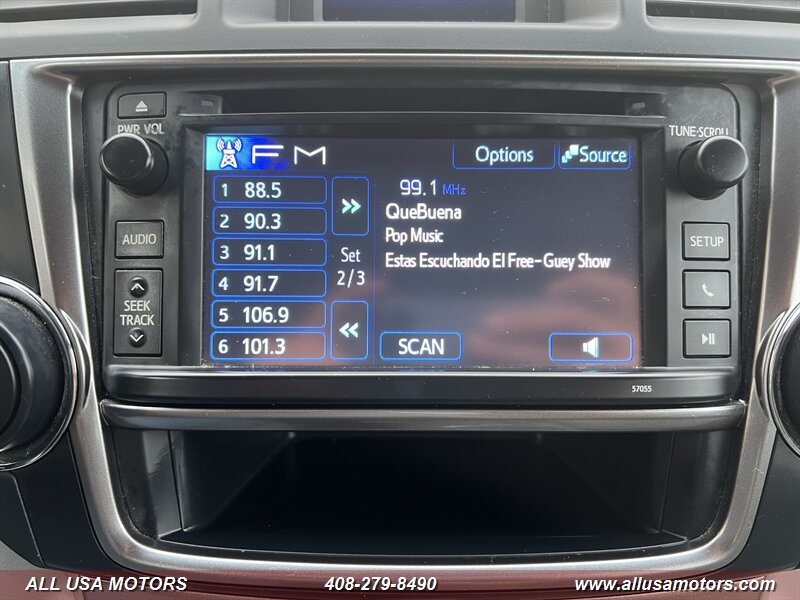 PWR VOL
TUNE·SCROLL
FM
Options
Source
1 88.5
2 90.3
3 91.1
4 91.7
5 106.9
6 101.3
>>
Set
2/3
<<
99.1 MHz
QueBuena
Pop Music
Estas Escuchando El Free-Guey Show
SCAN
AUDIO
SEEK
TRACK
SETUP
57055
ALL USA MOTORS
408-279-8490
www.allusamotors.com